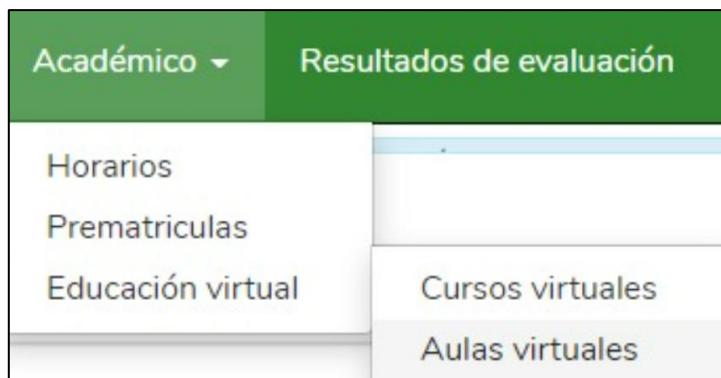 Académico
Resultados de evaluación
Horarios
Prematriculas
Educación virtual
Cursos virtuales
Aulas virtuales